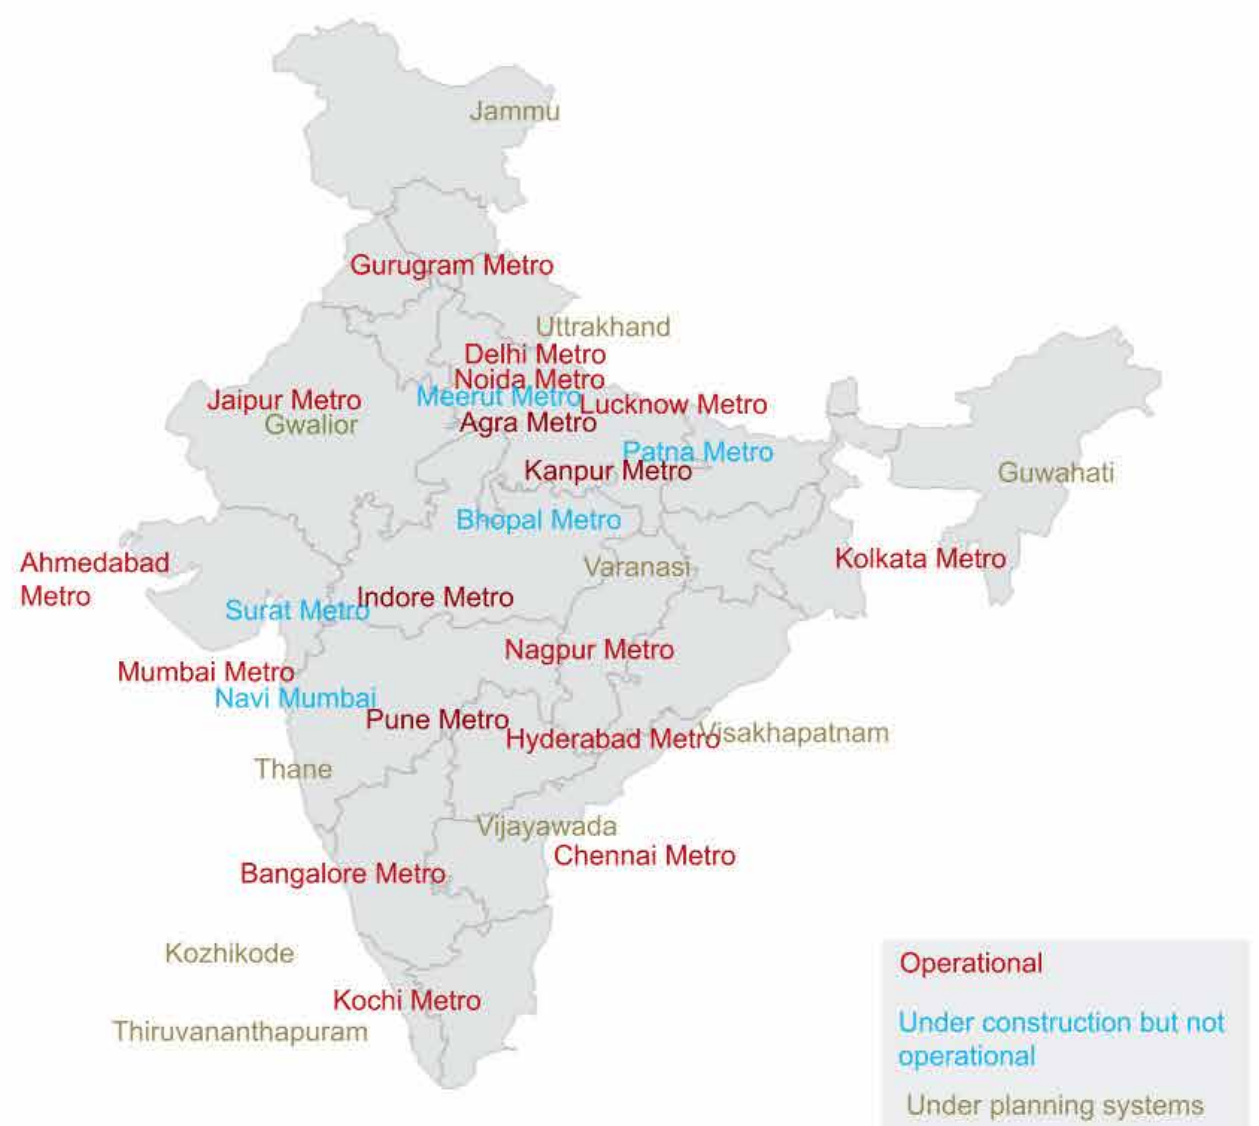 Jammu
Gurugram Metro
Uttrakhand
Delhi Metro
Noida Metro
Meerut Metro
Jaipur Metro
Lucknow Metro
Gwalior
Agra Metro
Patna Metro
Kanpur Metro
Guwahati
Bhopal Metro
Ahmedabad
Metro
Varanasi
Kolkata Metro
Surat Metro
Indore Metro
Nagpur Metro
Mumbai Metro
Navi Mumbai
Pune Metro
Hyderabad Metro
Visakhapatnam
Thane
Vijayawada
Chennai Metro
Bangalore Metro
Kozhikode
Kochi Metro
Thiruvananthapuram
Operational
Under construction but not
operational
Under planning systems